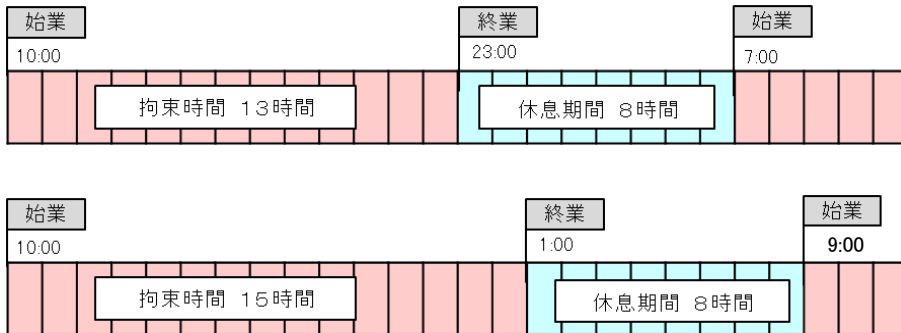 始業 終業 始業
10:00 23:00 7:00
拘束時間 13時間 休息期間 8時間
始業 終業 始業
10:00 1:00 9:00
拘束時間 15時間 休息期間 8時間